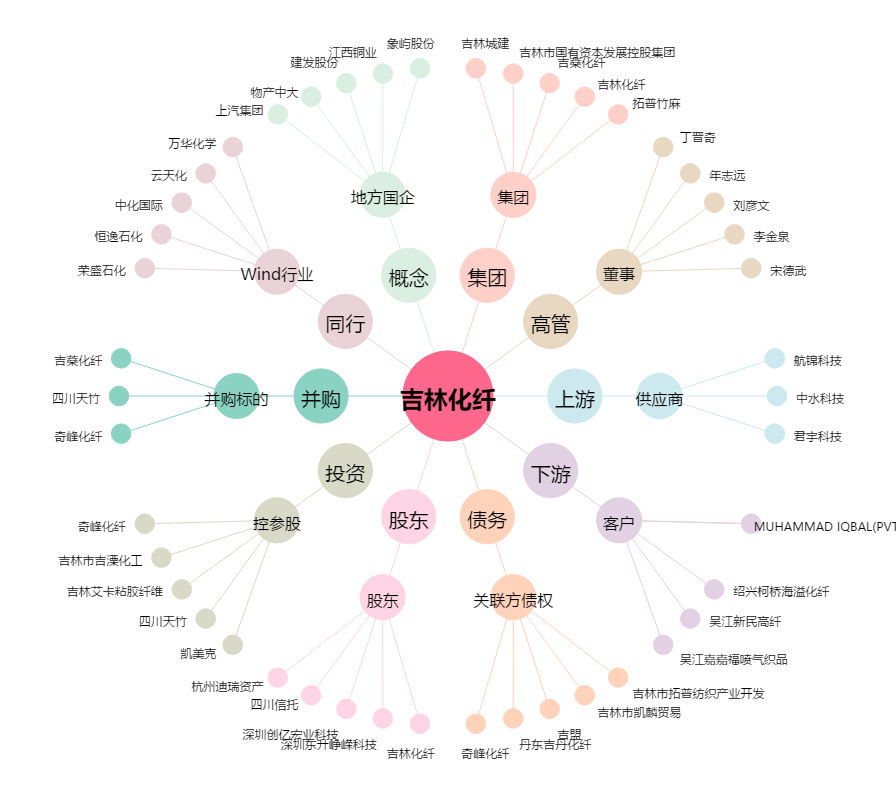 象屿股份
吉林城建
江西铜业
吉林市国有资本发展控股集团
建发股份
吉藁化纤
物产中大
吉林化纤
上汽集团
拓普竹麻
万华化学
丁晋奇
云天化
年志远
地方国企
集团
中化国际
刘彦文
恒逸石化
李金泉
荣盛石化
Wind行业
概念
集团
董事
宋德武
同行
高管
吉藁化纤
航锦科技
四川天竹
并购标的
并购
吉林化纤
上游
供应商
中水科技
奇峰化纤
君宇科技
投资
下游
奇峰化纤
控参股
股东
债务
客户
MUHAMMAD IQBAL(PVT
吉林市吉溧化工
吉林艾卡粘胶纤维
绍兴柯桥海溢化纤
四川天竹
股东
关联方债权
吴江新民高纤
凯美克
吴江嘉嘉福喷气织品
杭州迪瑞资产
吉林市拓普纺织产业开发
四川信托
吉林市凯麟贸易
深圳创亿宏业科技
吉盟
深圳东升峥嵘科技
丹东吉丹化纤
吉林化纤
奇峰化纤